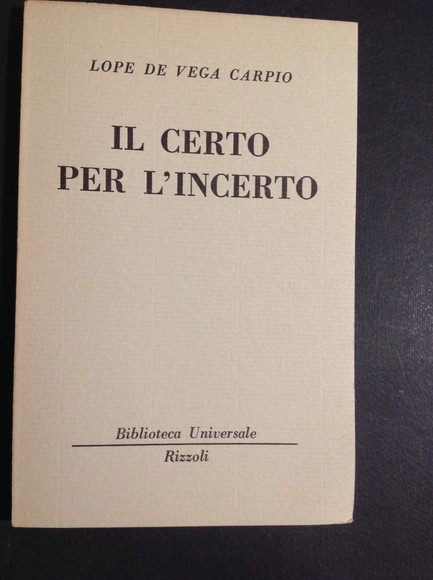 LOPE DE VEGA CARPIO
IL CERTO
PER L'INCERTO
Biblioteca Universale
Rizzoli